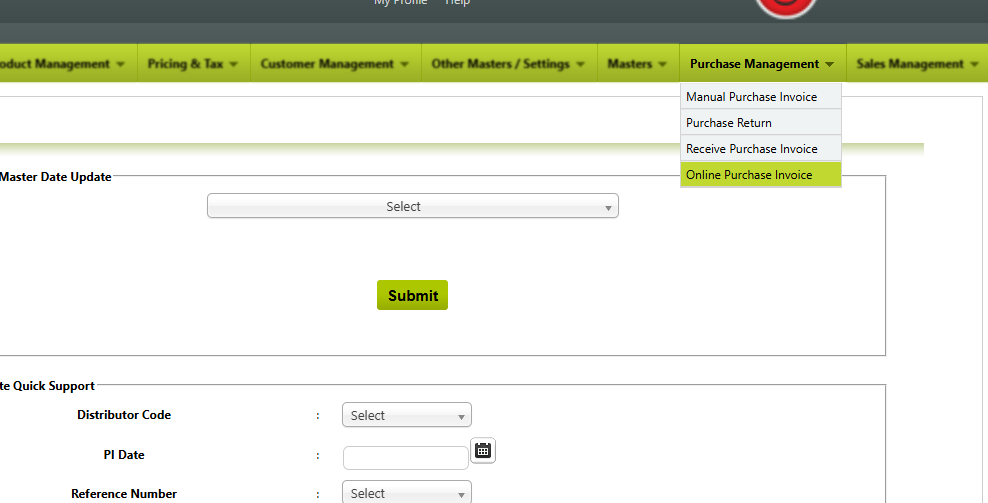 My Profile Help
oduct Management
Pricing & Tax
Customer Management
Other Masters / Settings
Masters
Purchase Management
Sales Management
Manual Purchase Invoice
Purchase Return
Receive Purchase Invoice
Online Purchase Invoice
Master Date Update
Select
Submit
te Quick Support
Distributor Code : Select
PI Date :
Reference Number : Select